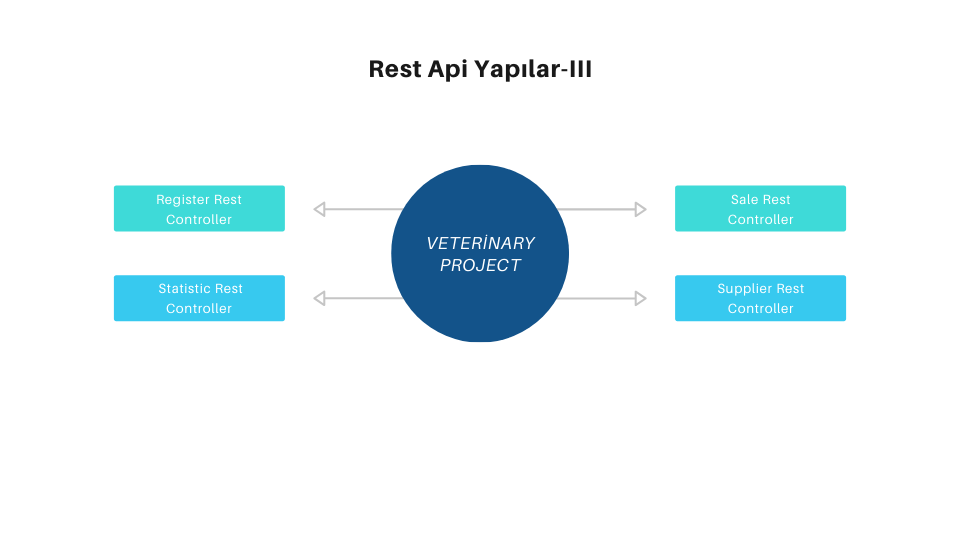 Rest Api Yapılar-III
Register Rest
Controller
Sale Rest
Controller
VETERİNARY
PROJECT
Statistic Rest
Controller
Supplier Rest
Controller